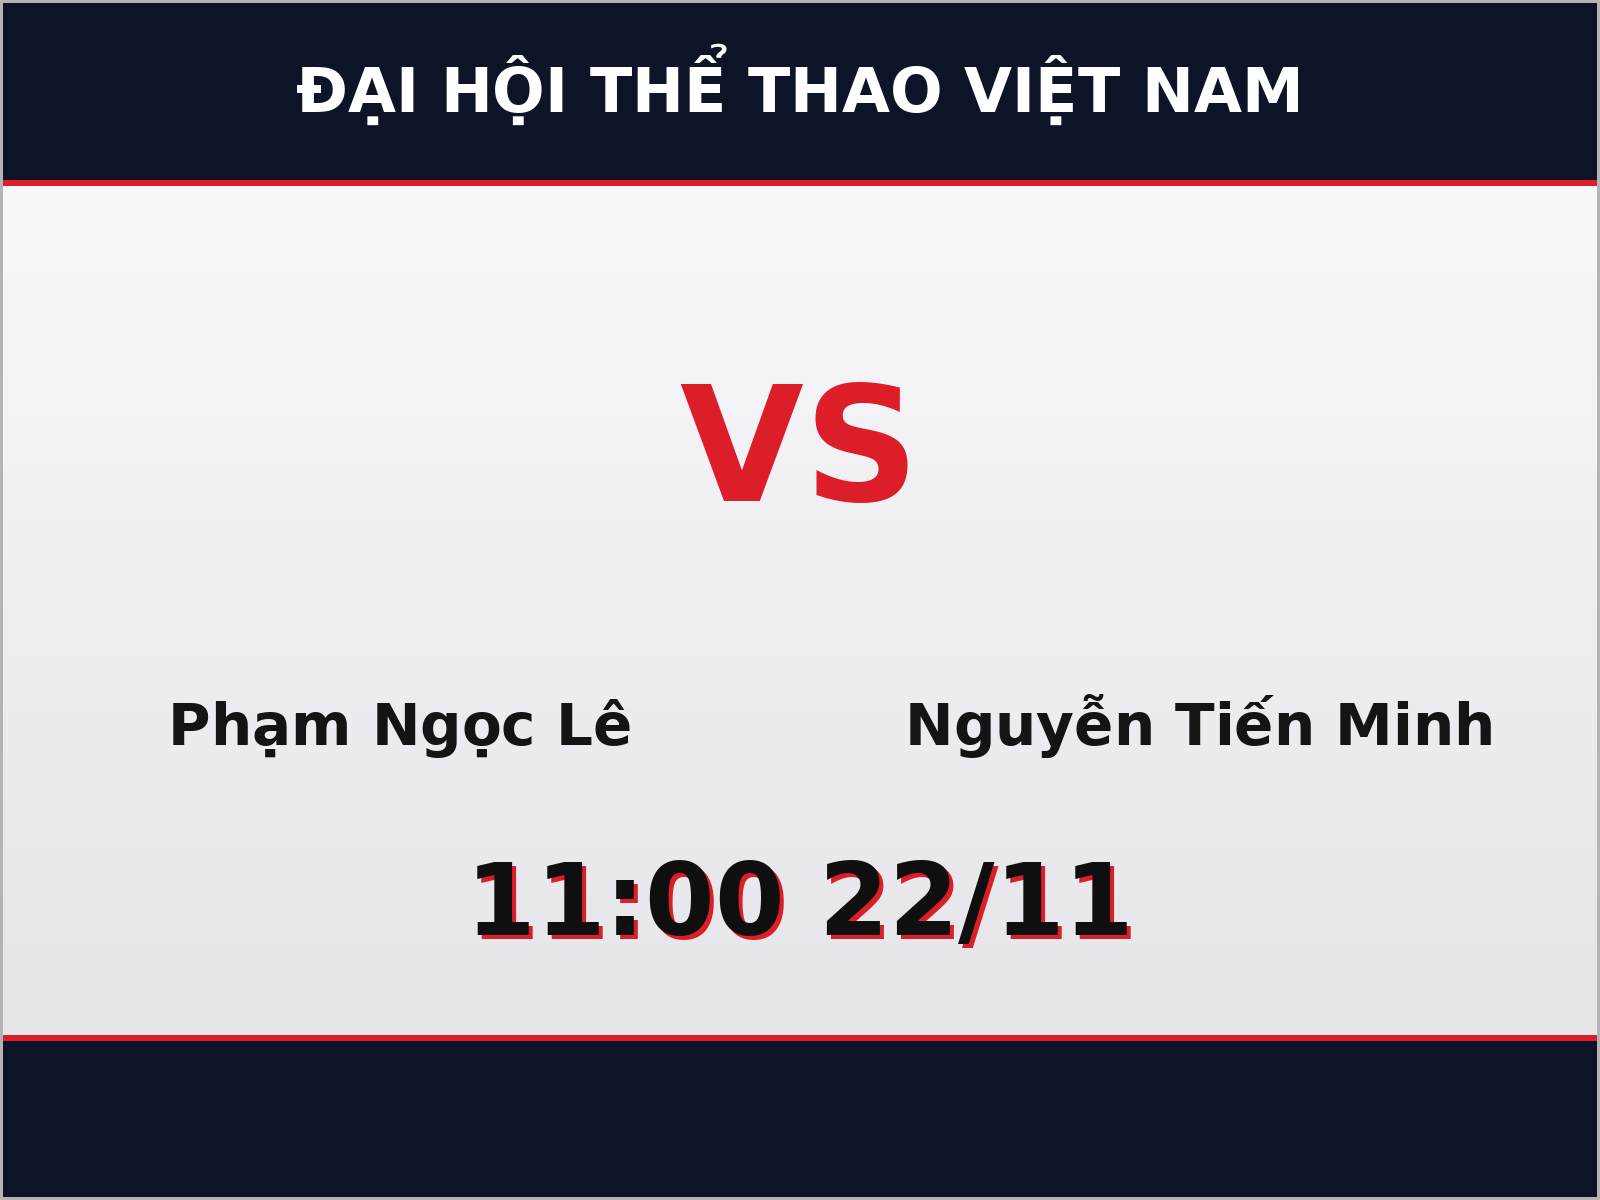 ĐẠI HỘI THỂ THAO VIỆT NAM
VS
Phạm Ngọc Lê
Nguyễn Tiến Minh
11:00 22/11